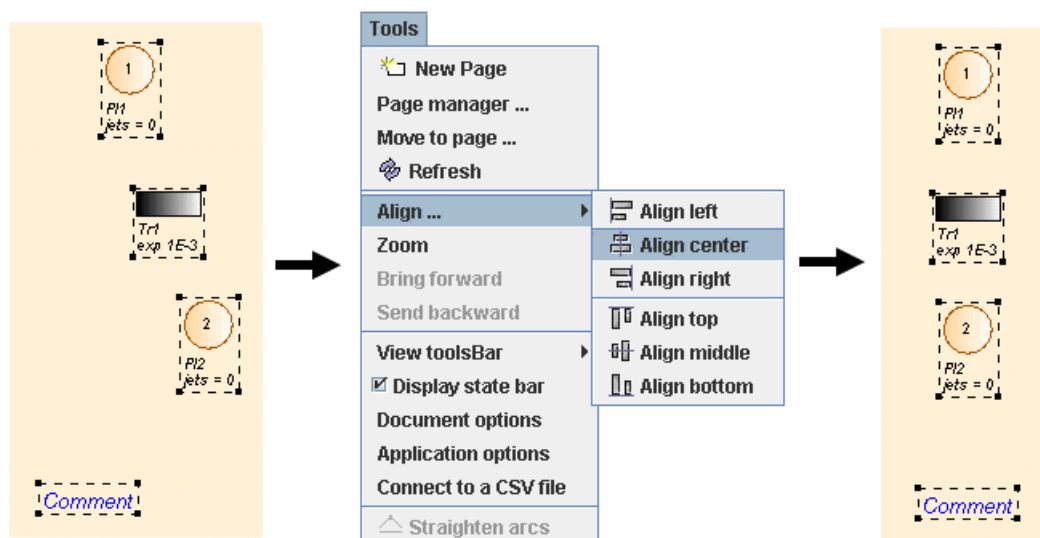 1
Pl1
jets = 0
Tr1
exp 1E-3
2
Pl2
jets = 0
Comment
Tools
New Page
Page manager ...
Move to page ...
Refresh
Align ...
Zoom
Bring forward
Send backward
View toolsBar
Display state bar
Document options
Application options
Connect to a CSV file
Straighten arcs
Align left
Align center
Align right
Align top
Align middle
Align bottom
1
Pl1
jets = 0
Tr1
exp 1E-3
2
Pl2
jets = 0
Comment